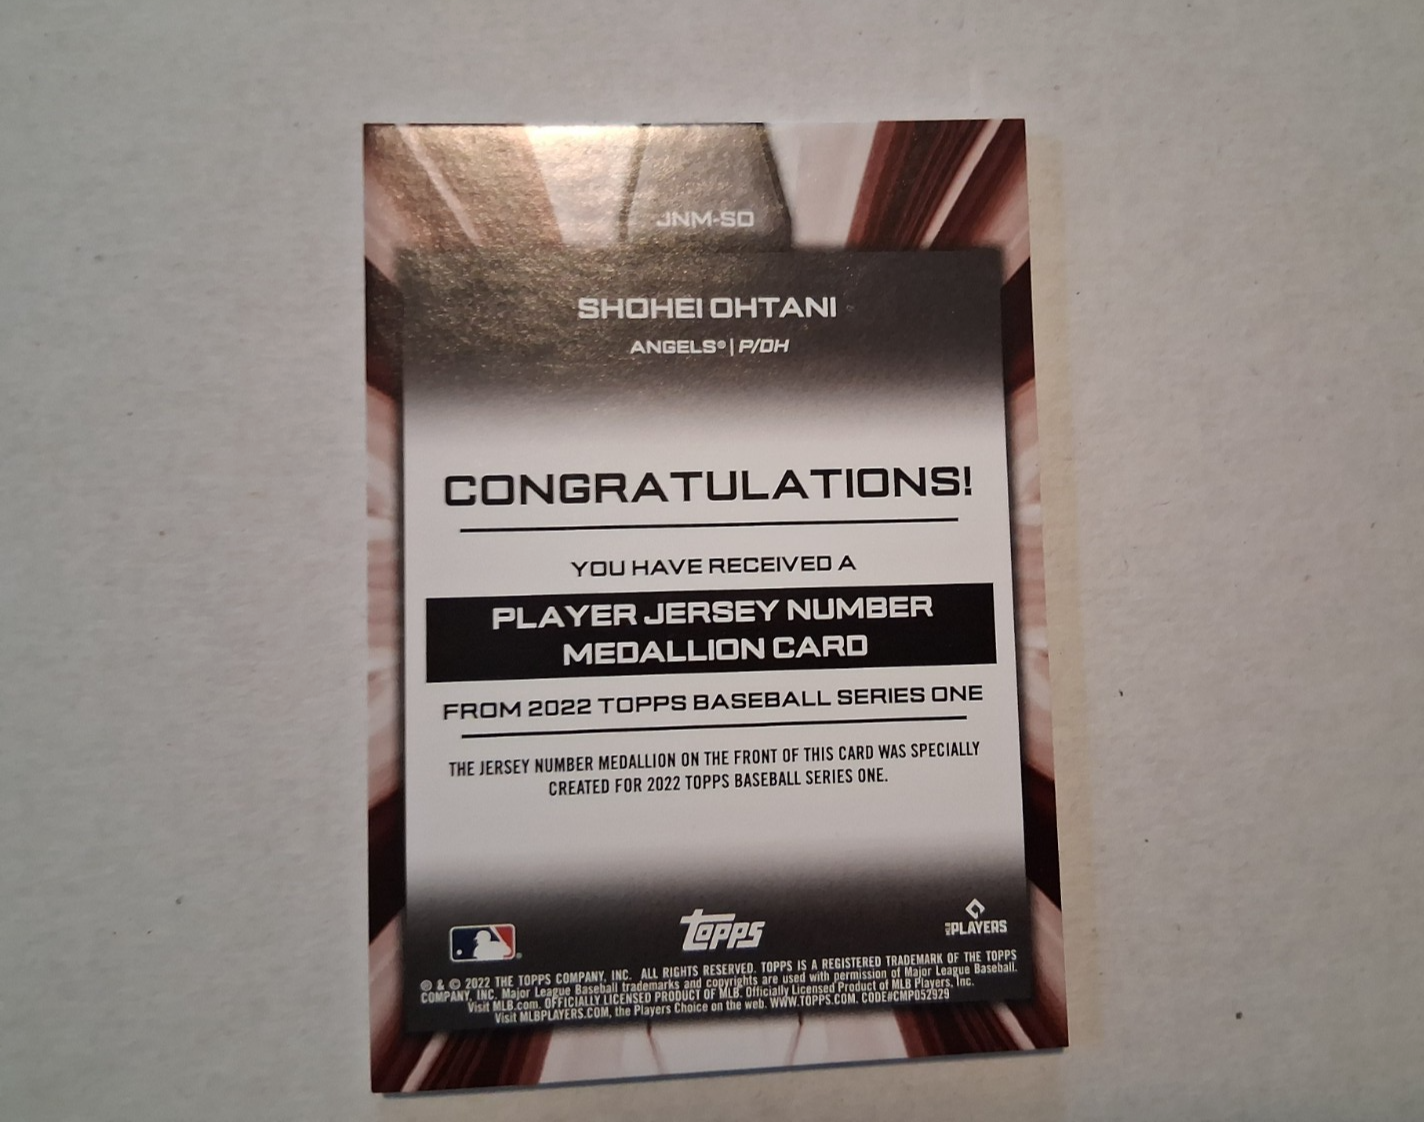 JNM-SO
SHOHEI OHTANI
ANGELS® | P/DH
CONGRATULATIONS!
YOU HAVE RECEIVED A
PLAYER JERSEY NUMBER
MEDALLION CARD
FROM 2022 TOPPS BASEBALL SERIES ONE
THE JERSEY NUMBER MEDALLION ON THE FRONT OF THIS CARD WAS SPECIALLY
CREATED FOR 2022 TOPPS BASEBALL SERIES ONE.
topps
MLB PLAYERS
® & © 2022 THE TOPPS COMPANY, INC. ALL RIGHTS RESERVED. TOPPS IS A REGISTERED TRADEMARK OF THE TOPPS
COMPANY, INC. Major League Baseball trademarks and copyrights are used with permission of Major League Baseball.
Visit MLB.com. OFFICIALLY LICENSED PRODUCT OF MLB. Officially Licensed Product of MLB Players, Inc.
Visit MLBPLAYERS.COM, the Players Choice on the web. WWW.TOPPS.COM. CODE#CMP052929